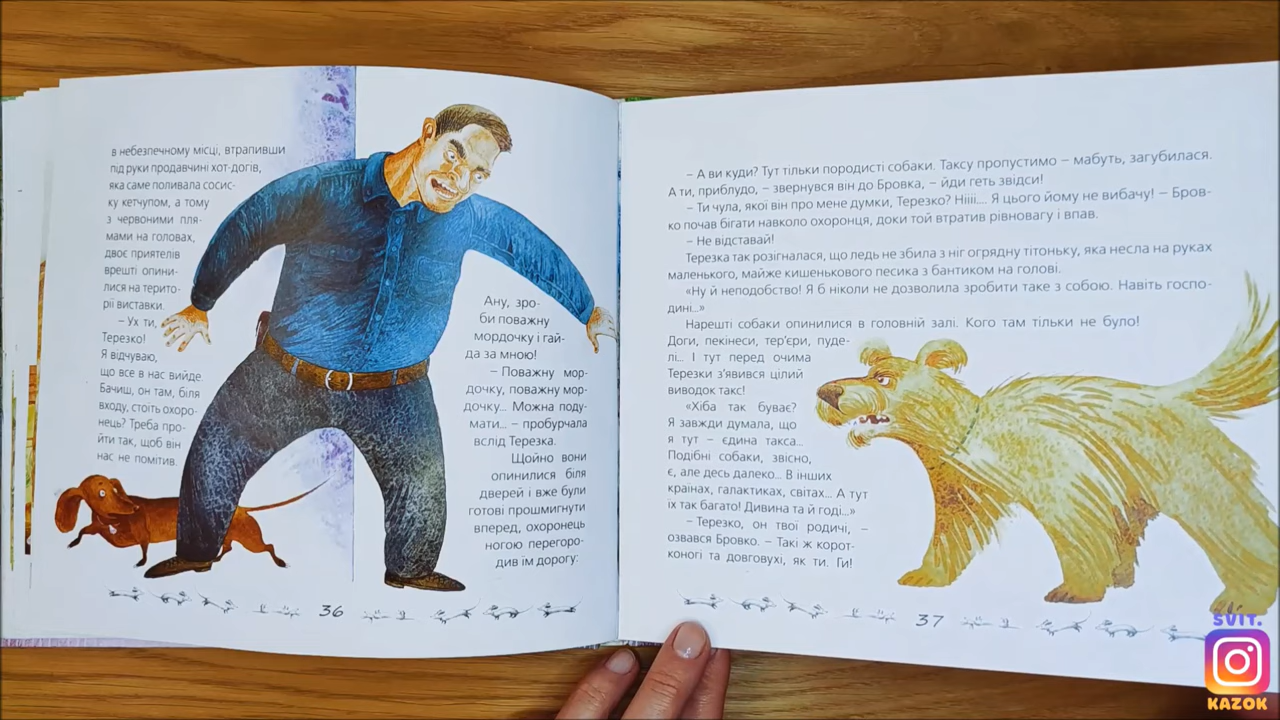 в небезпечному місці, втрапивши
під руки продавчині хот-догів,
яка саме поливала сосис-
ку кетчупом, а тому
з червоними пля-
мами на головах,
двоє приятелів
врешті опини-
лися на терито-
рії виставки.
– Ух ти,
Терезко!
Я відчуваю,
що все в нас вийде.
Бачиш, он там, біля
входу, стоїть охоро-
нець? Треба про-
йти так, щоб він
нас не помітив.
Ану, зро-
би поважну
мордочку і гай-
да за мною!
– Поважну мор-
дочку, поважну мор-
дочку... Можна поду-
мати... – пробурчала
вслід Терезка.
Щойно вони
опинилися біля
дверей і вже були
готові прошмигнути
вперед, охоронець
ногою перегоро-
див їм дорогу:
36
– А ви куди? Тут тільки породисті собаки. Таксу пропустимо – мабуть, загубилася.
А ти, приблудо, – звернувся він до Бровка, – йди геть звідси!
– Ти чула, якої він про мене думки, Терезко? Нііі.... Я цього йому не вибачу! – Бров-
ко почав бігати навколо охоронця, доки той втратив рівновагу і впав.
– Не відставай!
Терезка так розігналася, що ледь не збила з ніг огрядну тітоньку, яка несла на руках
маленького, майже кишенькового песика з бантиком на голові.
«Ну й неподобство! Я б ніколи не дозволила зробити таке з собою. Навіть госпо-
дині...»
Нарешті собаки опинилися в головній залі. Кого там тільки не було!
Доги, пекінеси, тер'єри, пуде-
лі... І тут перед очима
Терезки з'явився цілий
виводок такс!
«Хіба так буває?
Я завжди думала, що
я тут – єдина такса...
Подібні собаки, звісно,
є, але десь далеко... В інших
країнах, галактиках, світах... А тут
їх так багато! Дивина та й годі...»
– Терезко, он твої родичі, –
озвався Бровко. – Такі ж корот-
коногі та довговухі, як ти. Ги!
37
SVIT.
KAZOK